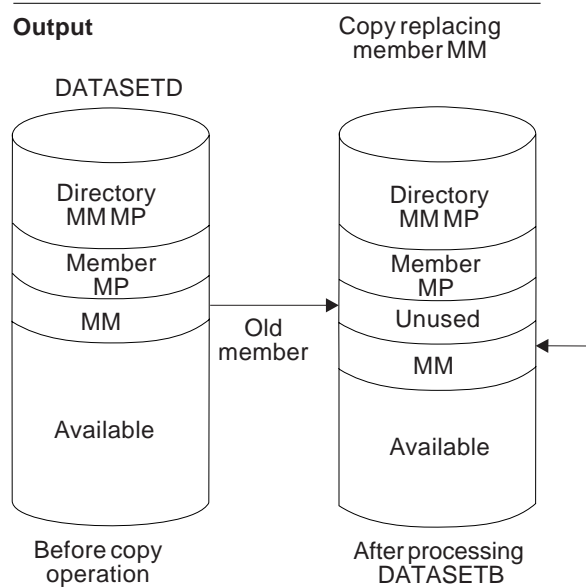 Output
Copy replacing
member MM
DATASETD
Directory
MM MP
Member
MP
MM
Available
Before copy
operation
Old
member
Directory
MM MP
Member
MP
Unused
MM
Available
After processing
DATASETB